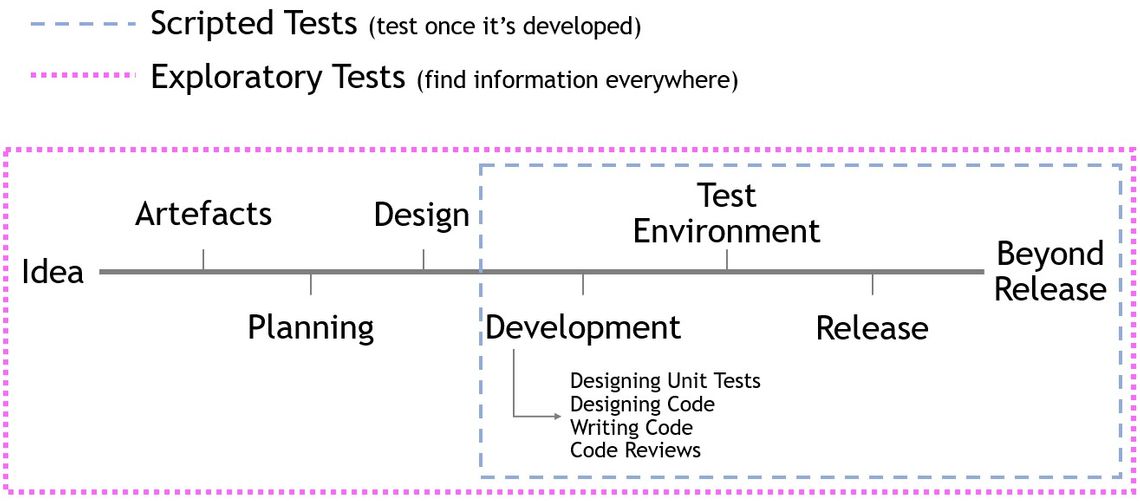 Scripted Tests (test once it's developed)
Exploratory Tests (find information everywhere)
Artefacts
Design
Test
Environment
Idea
Beyond
Release
Planning
Development
Release
Designing Unit Tests
Designing Code
Writing Code
Code Reviews